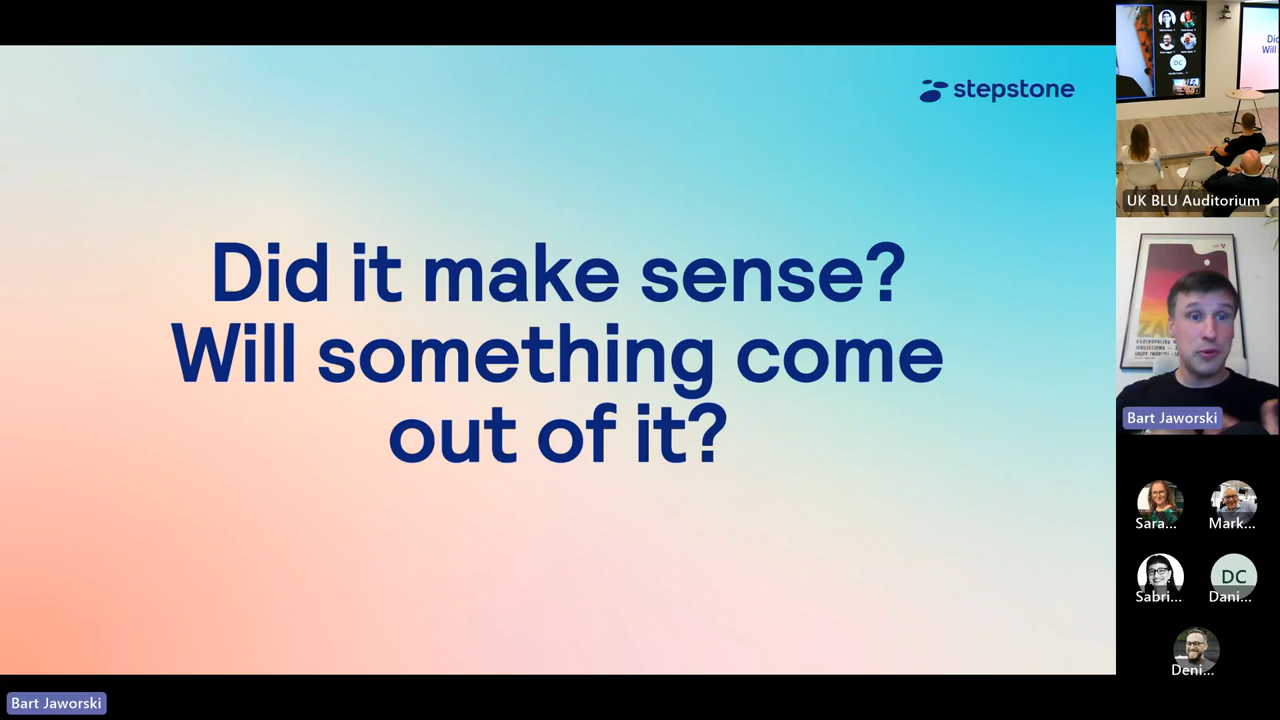 stepstone
Did it make sense?
Will something come
out of it?
Bart Jaworski
UK BLU Auditorium
Bart Jaworski
Sara...
Mark...
Sabri...
DC
Dani...
Deni...
DC